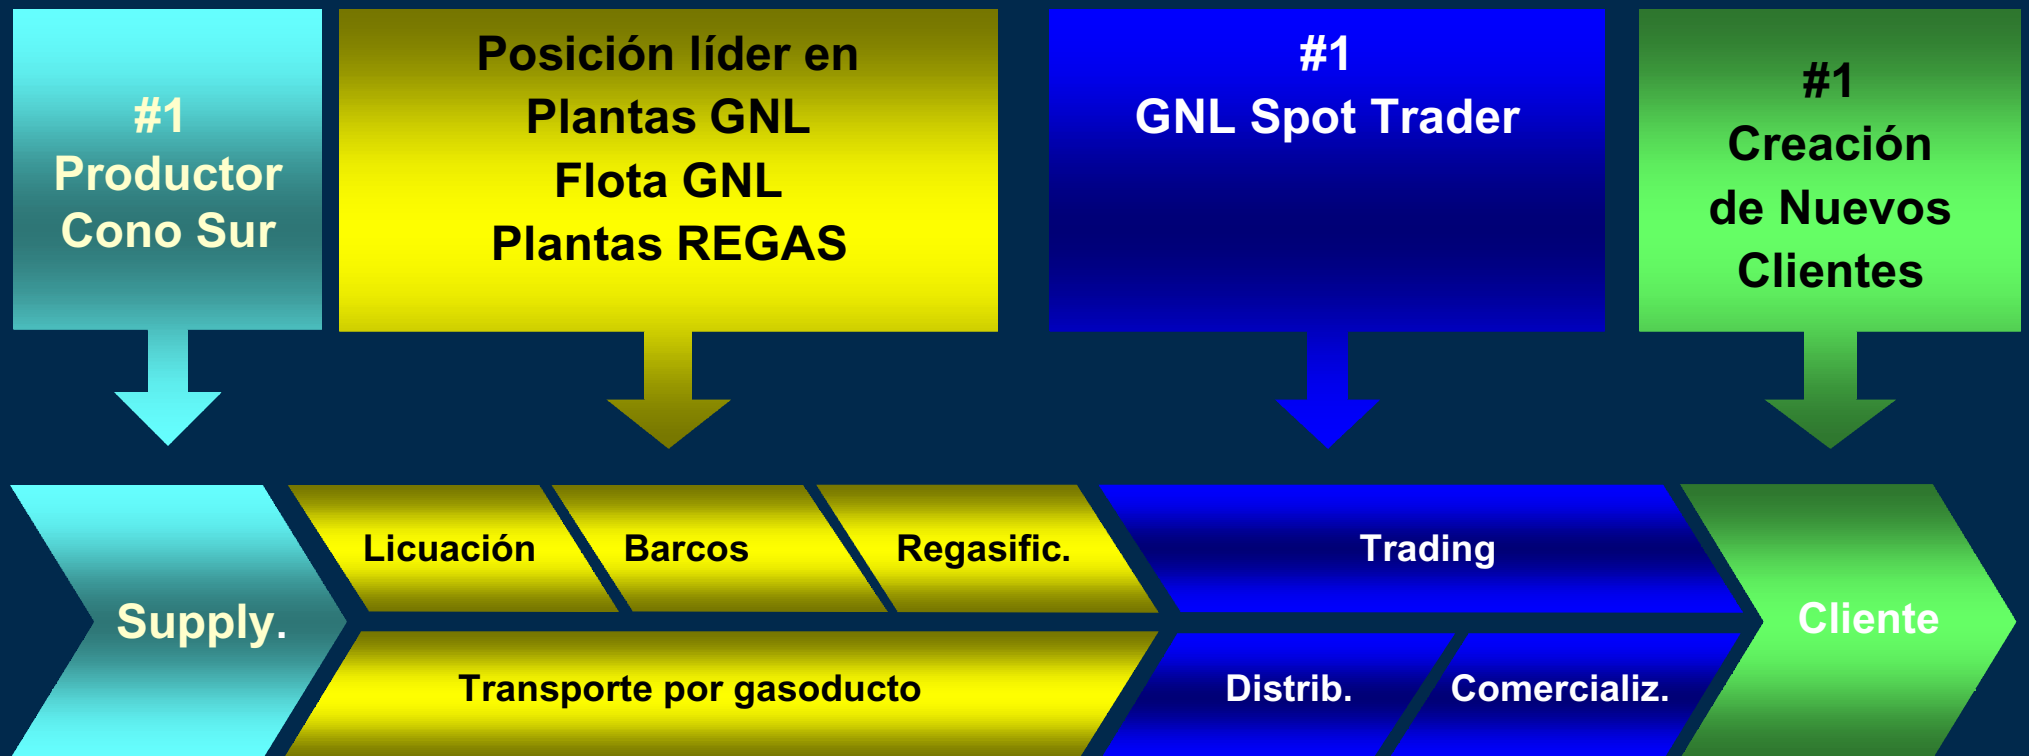 #1
Productor
Cono Sur
Posición líder en
Plantas GNL
Flota GNL
Plantas REGAS
#1
GNL Spot Trader
#1
Creación
de Nuevos
Clientes
Supply.
Licuación
Barcos
Regasific.
Transporte por gasoducto
Trading
Distrib.
Comercializ.
Cliente